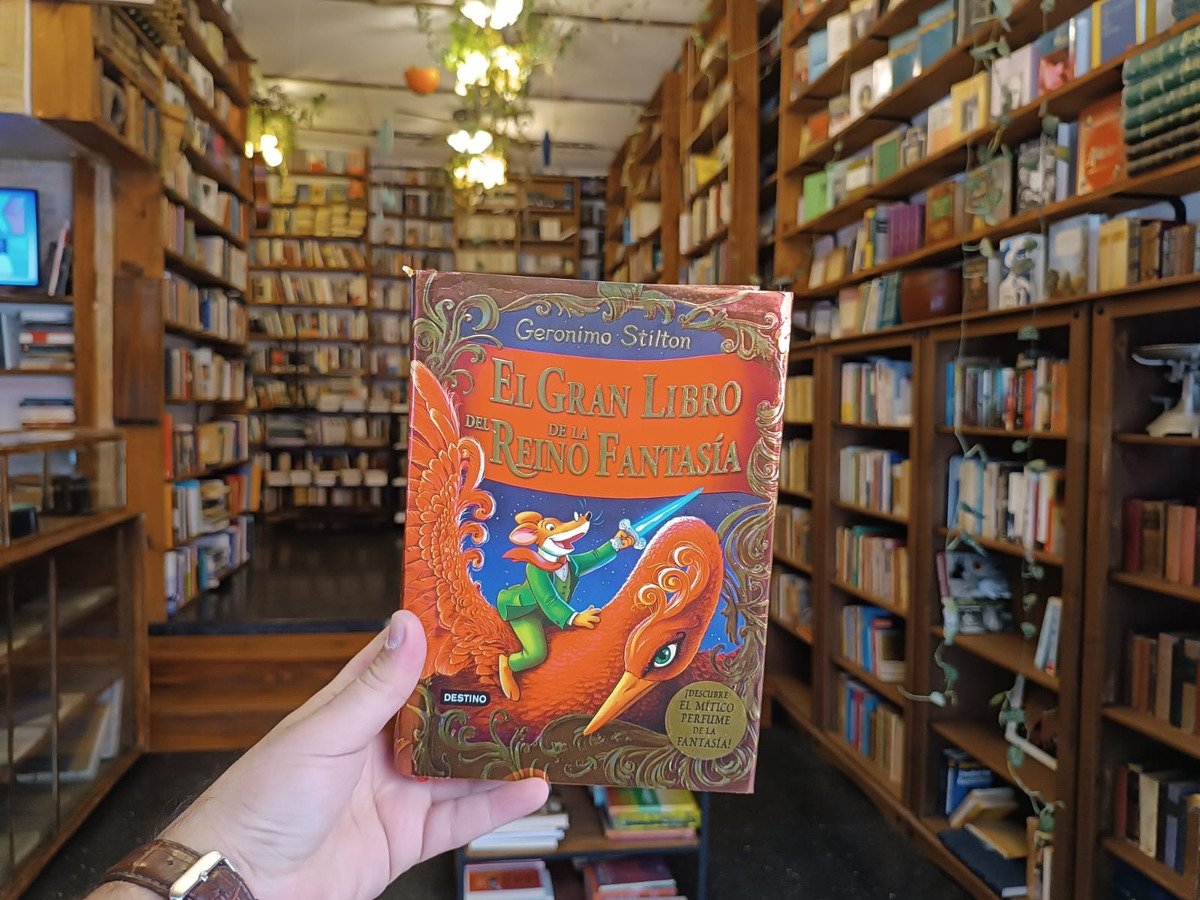 Geronimo Stilton
EL GRAN LIBRO
DEL REINO DE LA FANTASÍA
DESTINO
¡DESCUBRE
EL MÍTICO
PERFUME
DE LA
FANTASÍA!